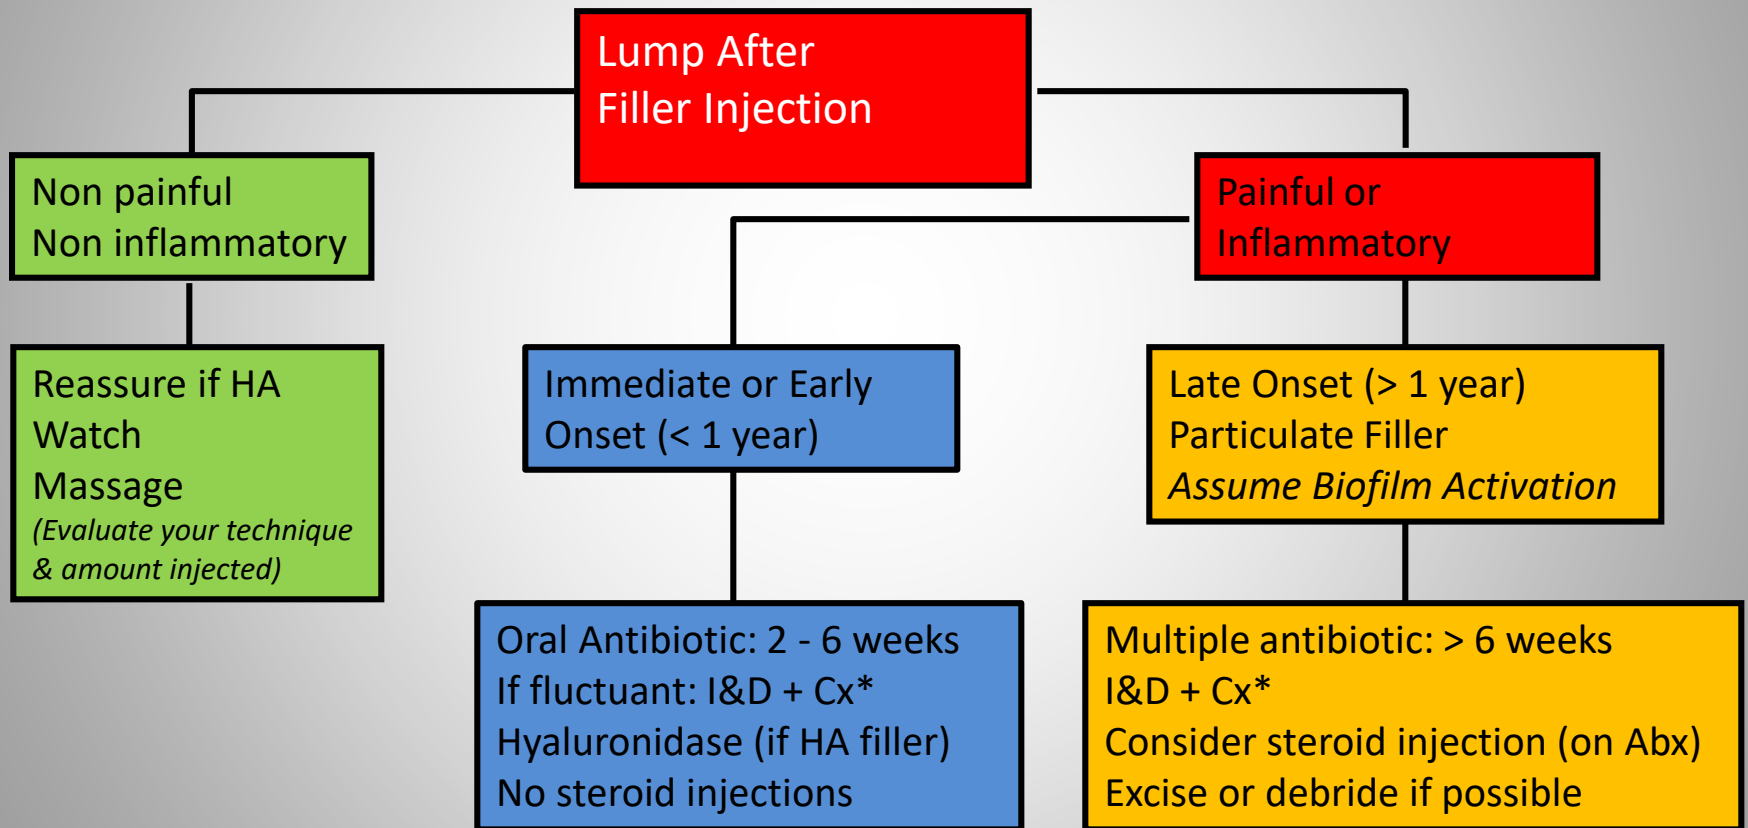 Lump After
Filler Injection
Non painful
Non inflammatory
Painful or
Inflammatory
Reassure if HA
Watch
Massage
(Evaluate your technique
& amount injected)
Immediate or Early
Onset (< 1 year)
Late Onset (> 1 year)
Particulate Filler
Assume Biofilm Activation
Oral Antibiotic: 2 - 6 weeks
If fluctuant: I&D + Cx*
Hyaluronidase (if HA filler)
No steroid injections
Multiple antibiotic: > 6 weeks
I&D + Cx*
Consider steroid injection (on Abx)
Excise or debride if possible